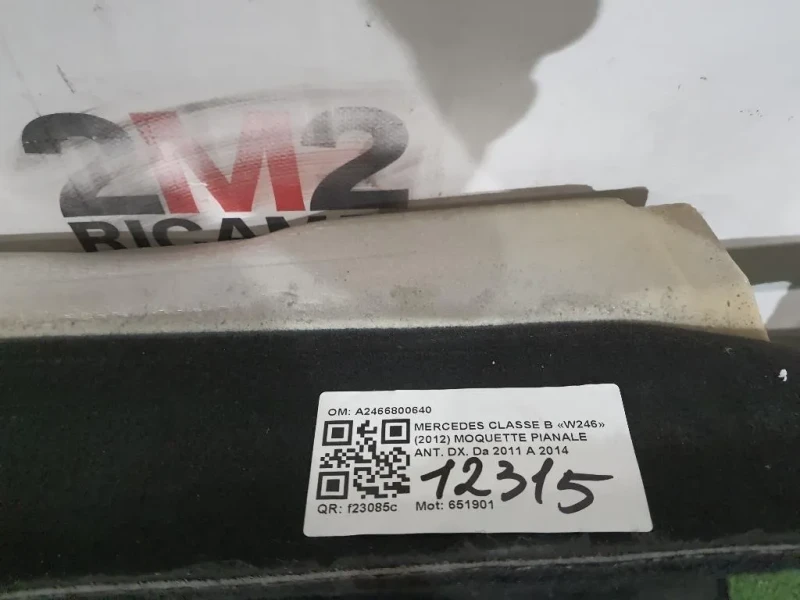 2M2
RICAM
OM: A2466800640
MERCEDES CLASSE B «W246»
(2012) MOQUETTE PIANALE
ANT. DX. Da 2011 A 2014
12315
QR: f23085c Mot: 651901